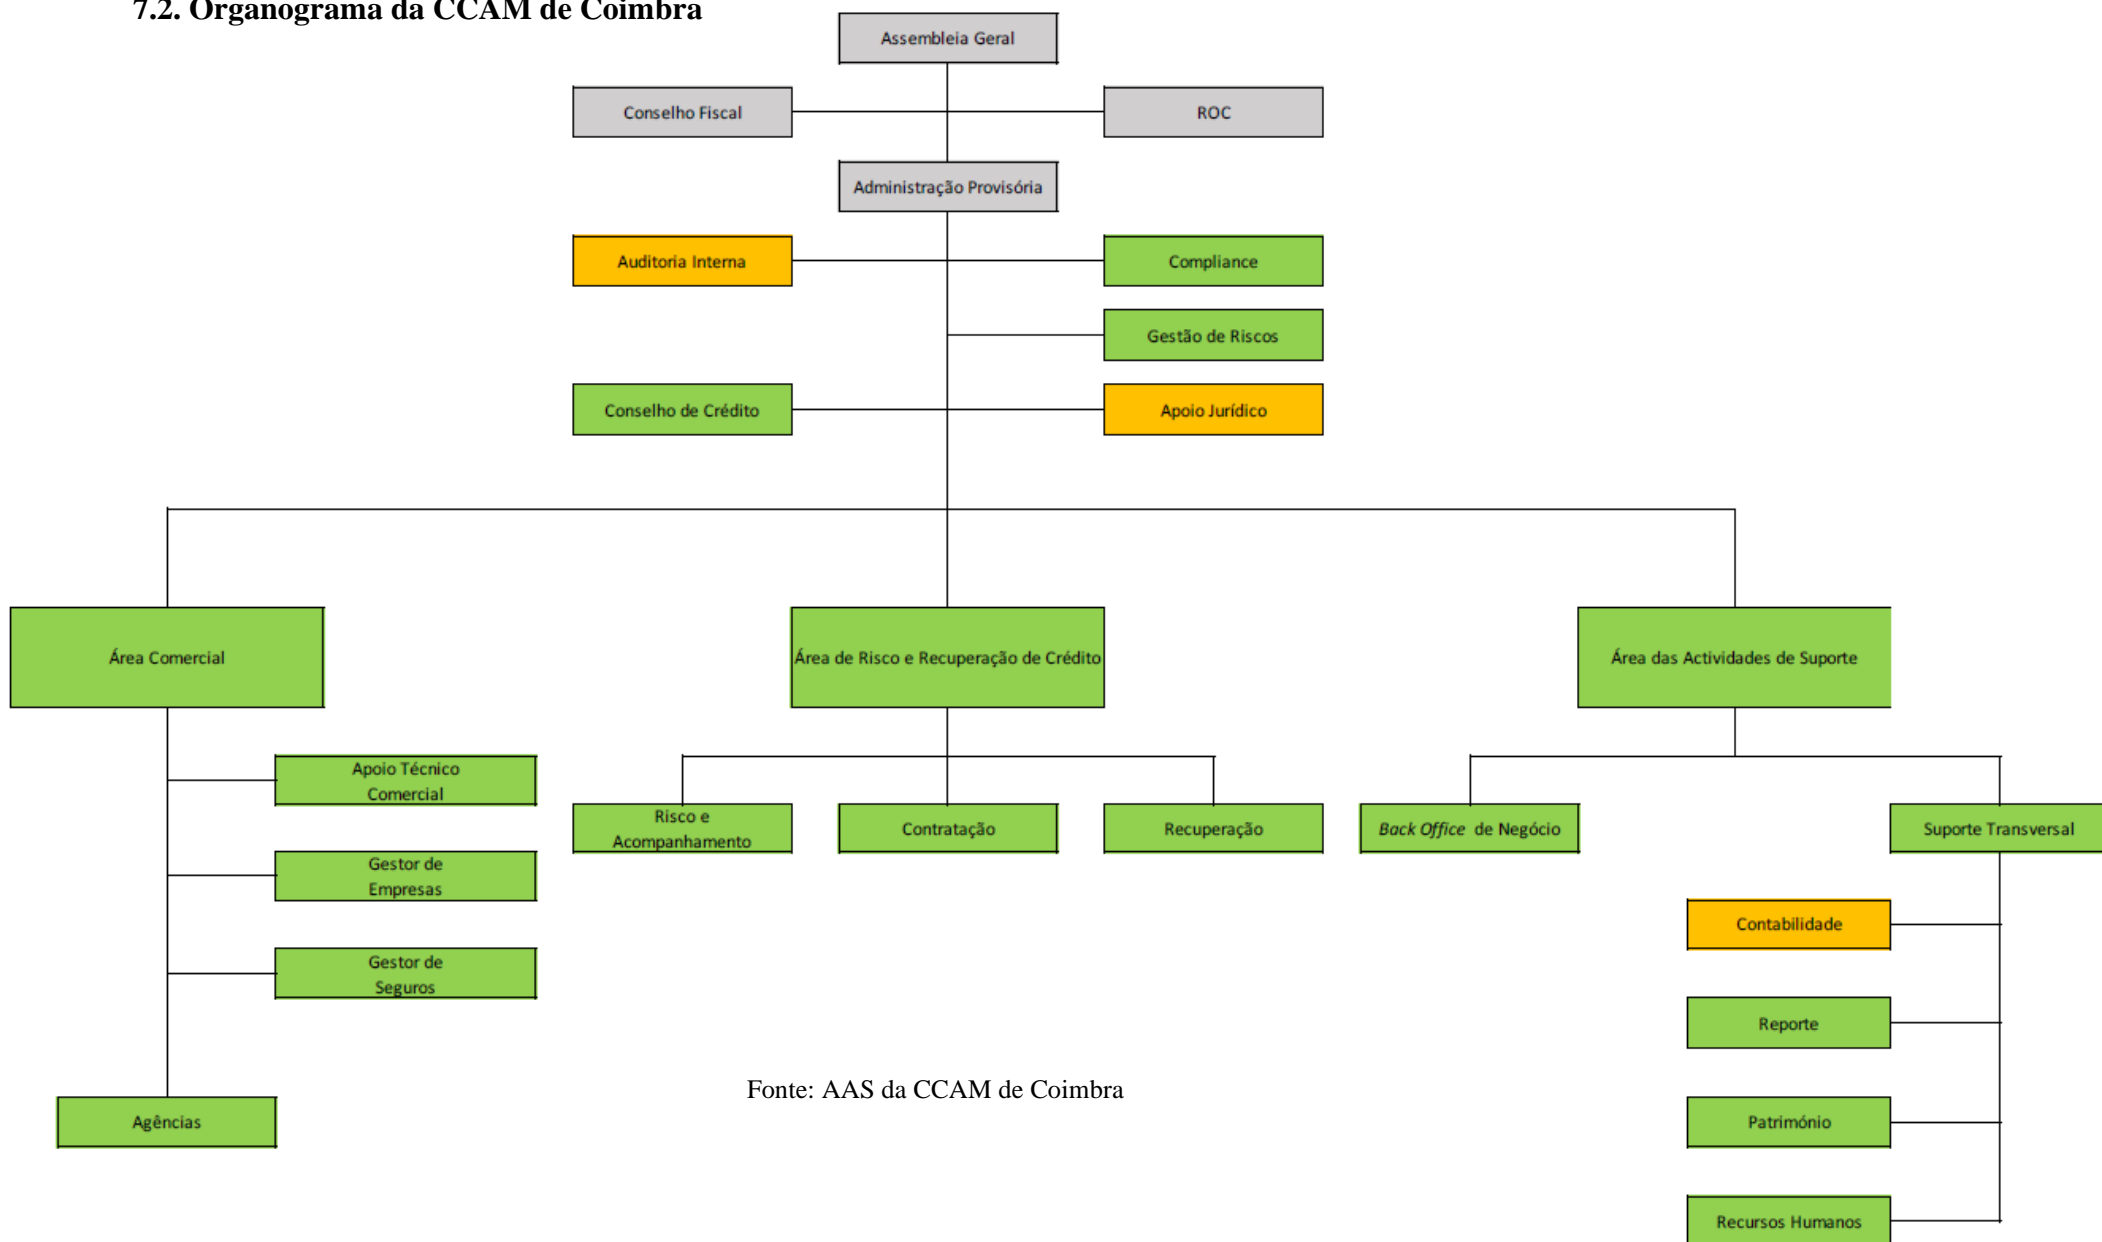 7.2. Organograma da CCAM de Coimbra
Assembleia Geral
Conselho Fiscal
ROC
Administração Provisória
Auditoria Interna
Compliance
Gestão de Riscos
Conselho de Crédito
Apoio Jurídico
Área Comercial
Área de Risco e Recuperação de Crédito
Área das Actividades de Suporte
Apoio Técnico
Comercial
Gestor de
Empresas
Gestor de
Seguros
Agências
Risco e
Acompanhamento
Contratação
Recuperação
Back Office de Negócio
Suporte Transversal
Contabilidade
Reporte
Património
Recursos Humanos
Fonte: AAS da CCAM de Coimbra